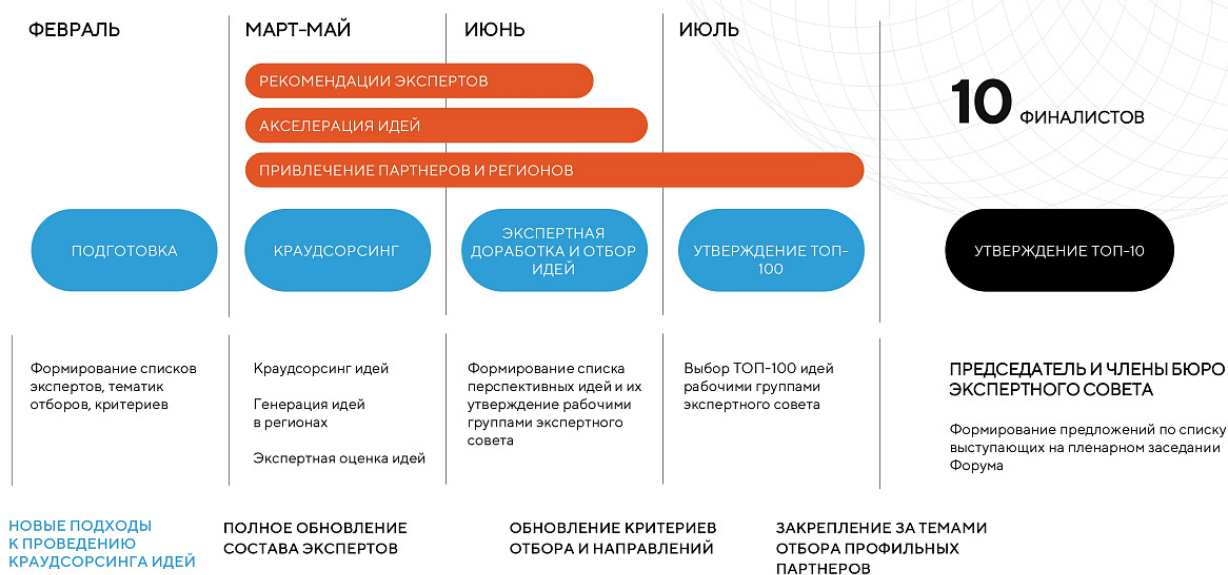 ФЕВРАЛЬ
МАРТ-МАЙ
ИЮНЬ
ИЮЛЬ
РЕКОМЕНДАЦИИ ЭКСПЕРТОВ
АКСЕЛЕРАЦИЯ ИДЕЙ
ПРИВЛЕЧЕНИЕ ПАРТНЕРОВ И РЕГИОНОВ
10 ФИНАЛИСТОВ
ПОДГОТОВКА
КРАУДСОРСИНГ
ЭКСПЕРТНАЯ
ДОРАБОТКА И ОТБОР
ИДЕЙ
УТВЕРЖДЕНИЕ ТОП-
100
УТВЕРЖДЕНИЕ ТОП-10
Формирование списков
экспертов, тематик
отборов, критериев
Краудсорсинг идей
Генерация идей
в регионах
Экспертная оценка идей
Формирование списка
перспективных идей и их
утверждение рабочими
группами экспертного
совета
Выбор ТОП-100 идей
рабочими группами
экспертного совета
ПРЕДСЕДАТЕЛЬ И ЧЛЕНЫ БЮРО
ЭКСПЕРТНОГО СОВЕТА
Формирование предложений по списку
выступающих на пленарном заседании
Форума
НОВЫЕ ПОДХОДЫ
К ПРОВЕДЕНИЮ
КРАУДСОРСИНГА ИДЕЙ
ПОЛНОЕ ОБНОВЛЕНИЕ
СОСТАВА ЭКСПЕРТОВ
ОБНОВЛЕНИЕ КРИТЕРИЕВ
ОТБОРА И НАПРАВЛЕНИЙ
ЗАКРЕПЛЕНИЕ ЗА ТЕМАМИ
ОТБОРА ПРОФИЛЬНЫХ
ПАРТНЕРОВ